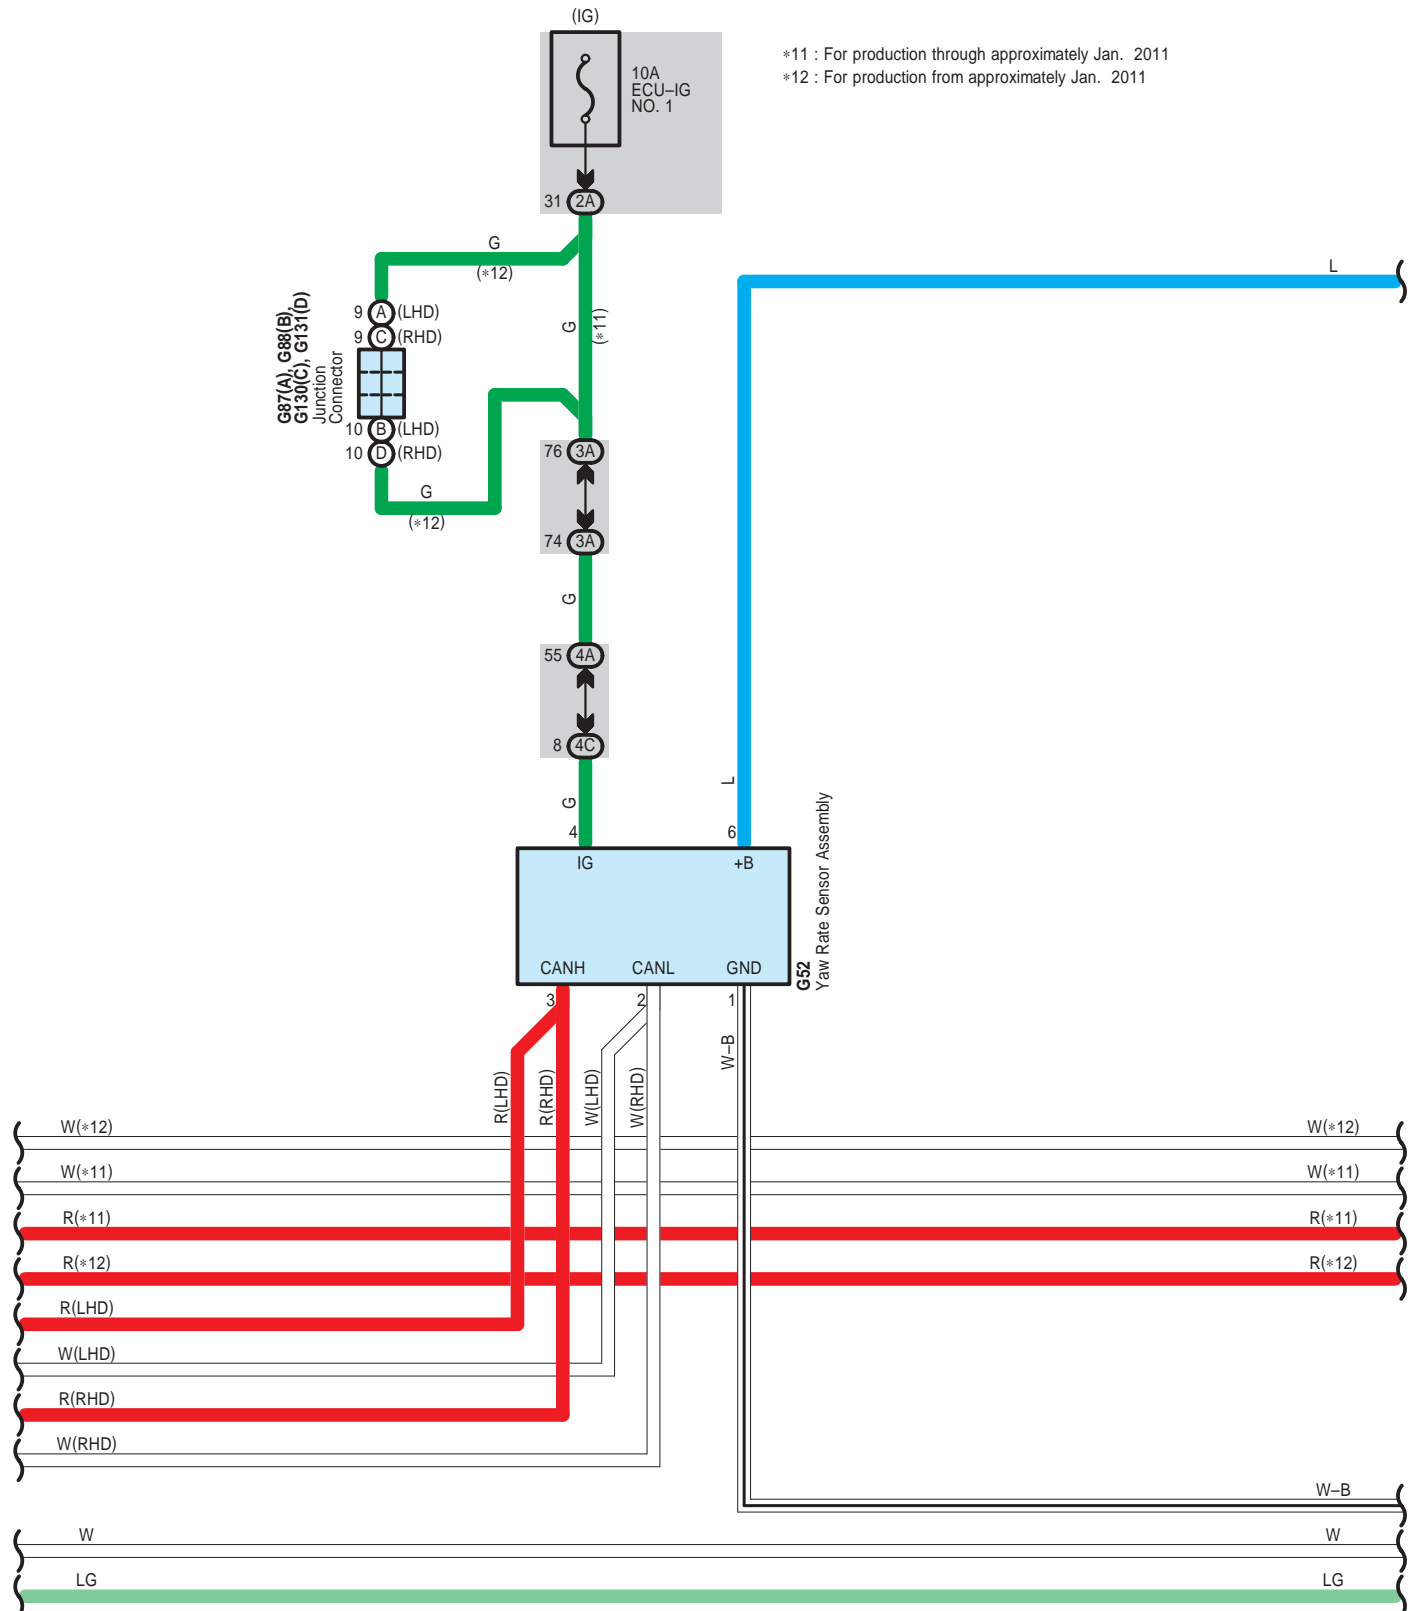 (IG)
10A
ECU–IG
NO. 1
∗11 : For production through approximately Jan. 2011
∗12 : For production from approximately Jan. 2011
31 2A
G
(∗12)
L
G
(∗11)
9 A (LHD)
9 C (RHD)
G87(A), G88(B),
G130(C), G131(D)
Junction
Connector
10 B (LHD)
10 D (RHD)
76 3A
G
(∗12)
74 3A
G
55 4A
8 4C
G
L
4
6
IG
+B
G52
Yaw Rate Sensor Assembly
CANH
CANL
GND
3
2
1
R(LHD)
R(RHD)
W(LHD)
W(RHD)
W–B
W(∗12)
W(∗12)
W(∗11)
W(∗11)
R(∗11)
R(∗11)
R(∗12)
R(∗12)
R(LHD)
W(LHD)
R(RHD)
W(RHD)
W–B
W
W
LG
LG